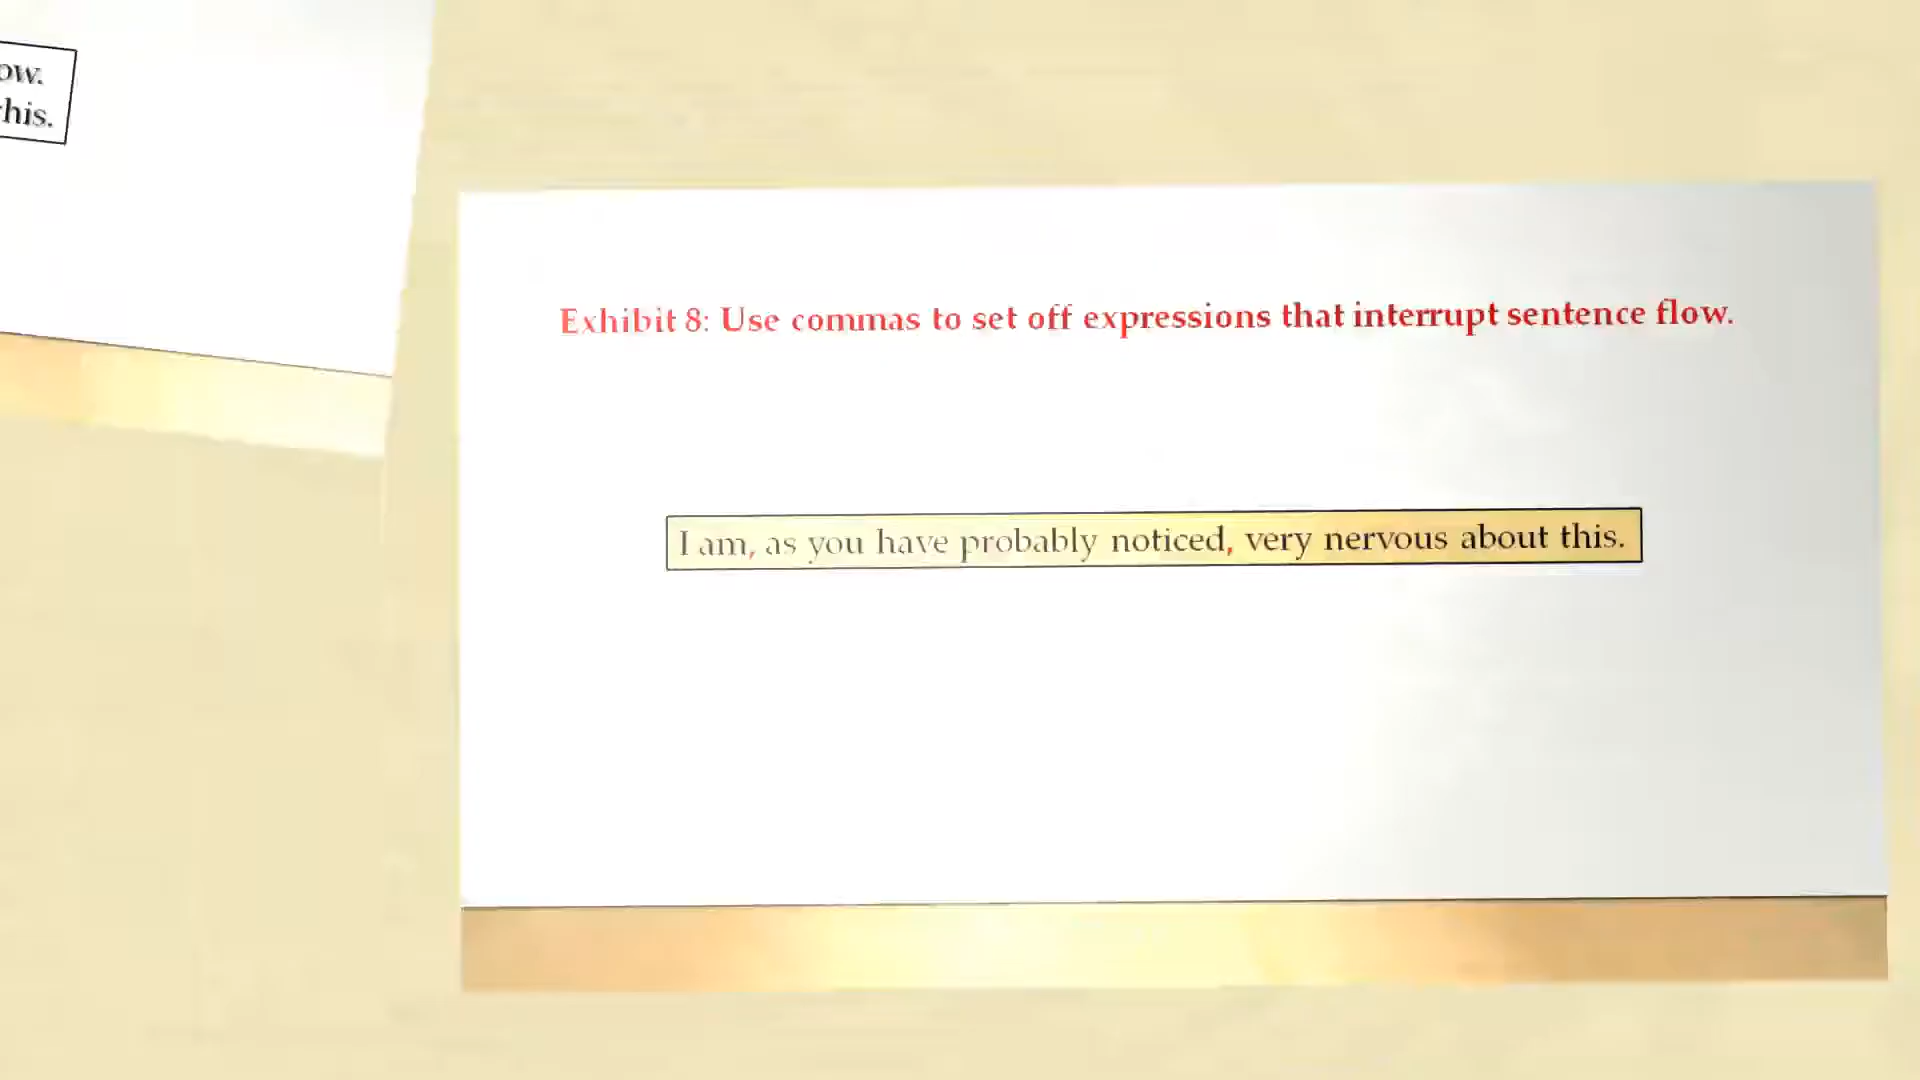 ow.
his.
Exhibit 8: Use commas to set off expressions that interrupt sentence flow.
I am, as you have probably noticed, very nervous about this.